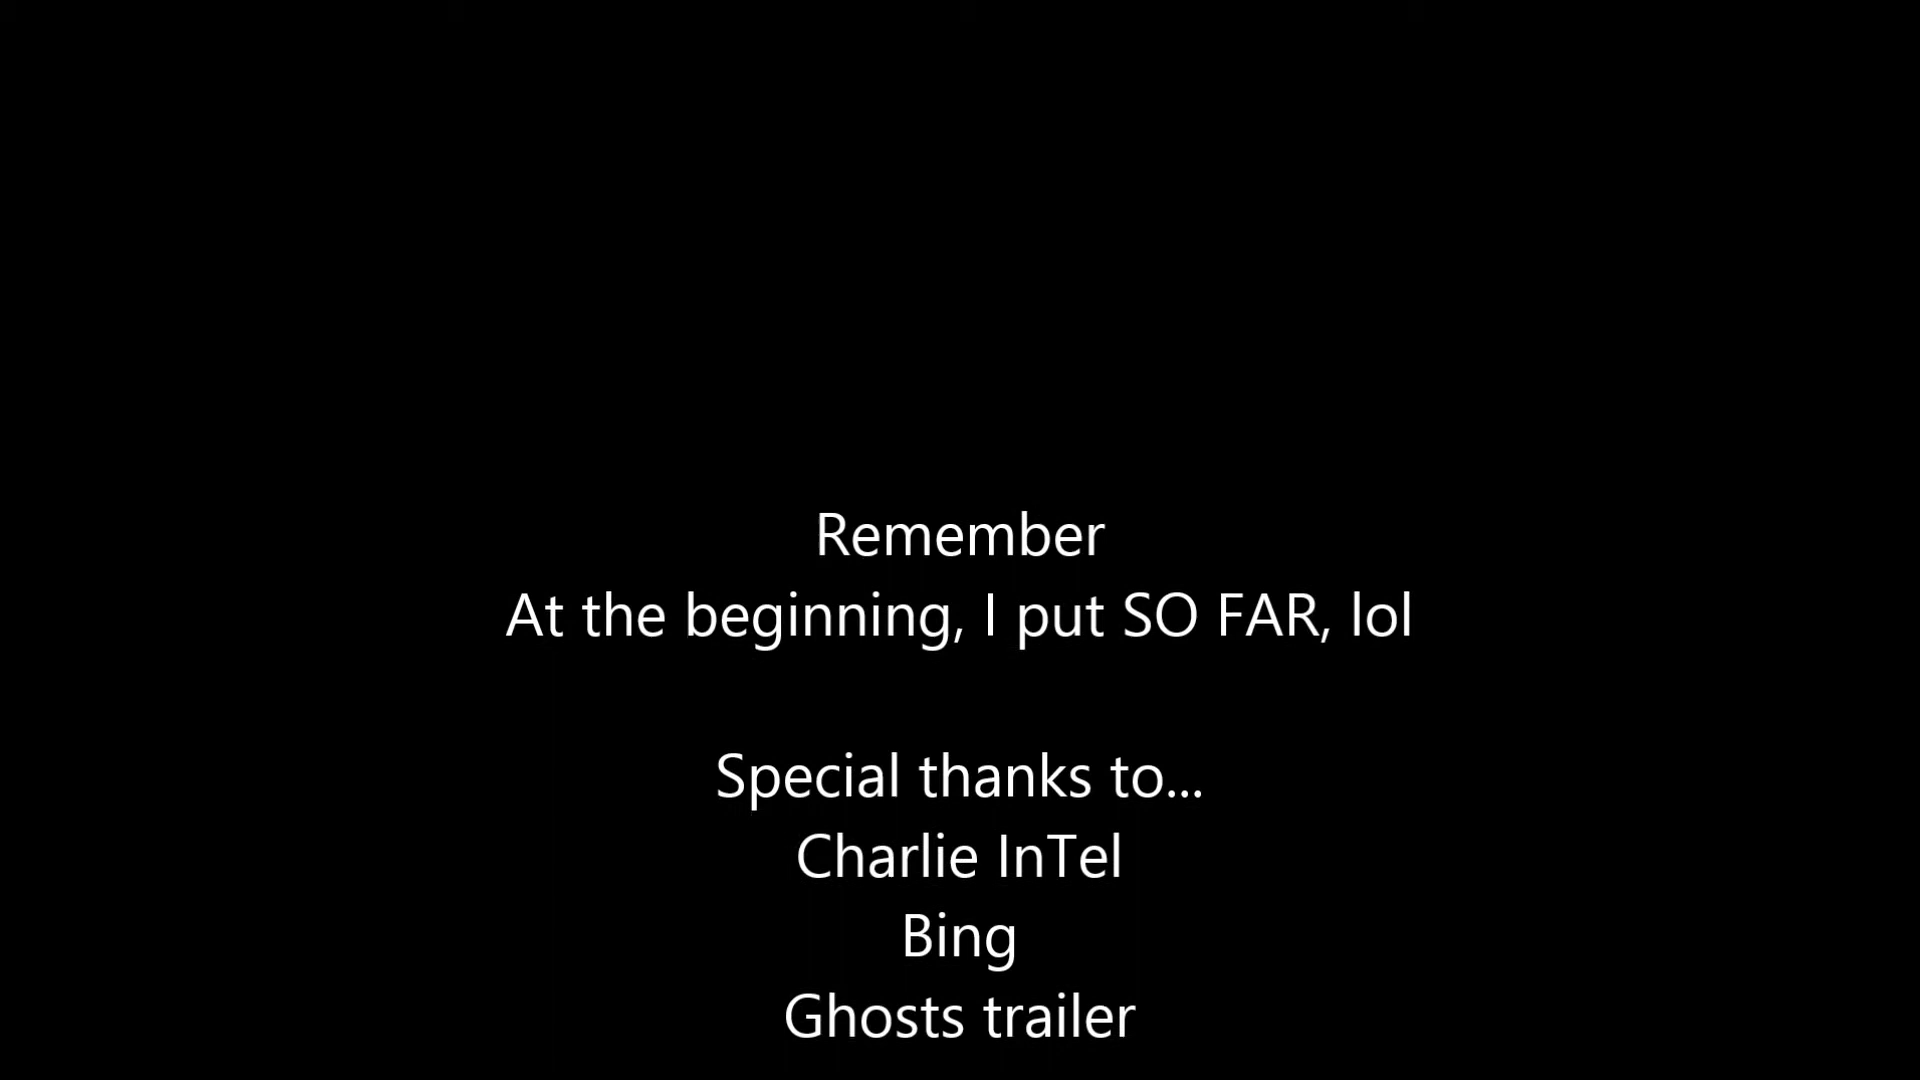 Remember
At the beginning, I put SO FAR, lol
Special thanks to...
Charlie InTel
Bing
Ghosts trailer